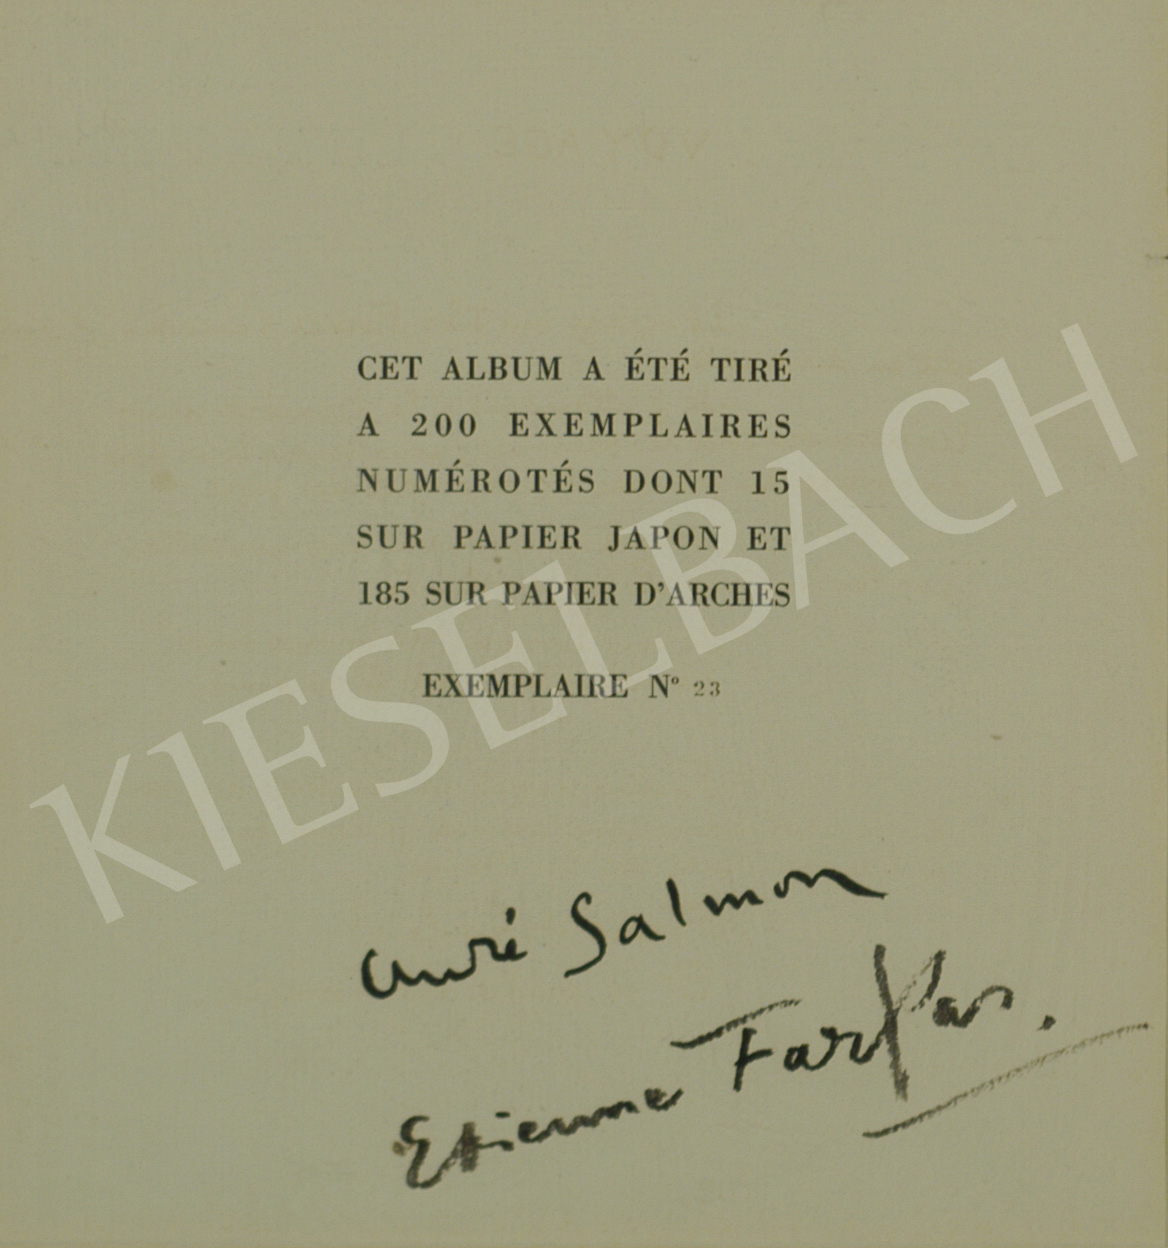 CET ALBUM A ÉTÉ TIRÉ
A 200 EXEMPLAIRES
NUMÉROTÉS DONT 15
SUR PAPIER JAPON ET
185 SUR PAPIER D'ARCHES
EXEMPLAIRE Nº 23
KIESELBACH
André Salmon
Etienne Farkas.